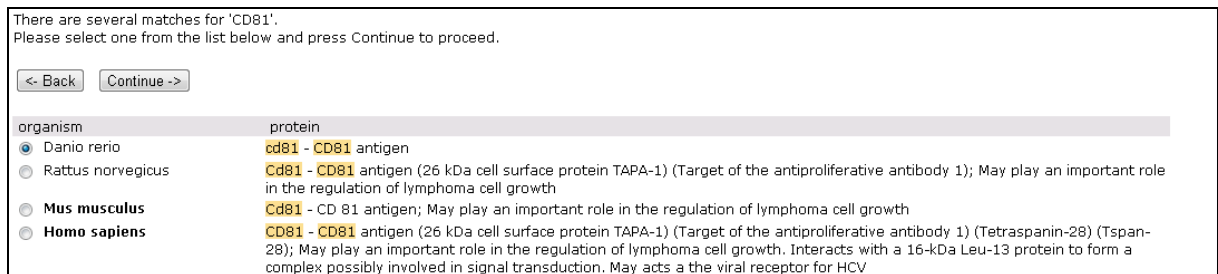 There are several matches for 'CD81'.
Please select one from the list below and press Continue to proceed.
<- Back Continue ->
organism protein
Danio rerio cd81 - CD81 antigen
Rattus norvegicus Cd81 - CD81 antigen (26 kDa cell surface protein TAPA-1) (Target of the antiproliferative antibody 1); May play an important role
in the regulation of lymphoma cell growth
Mus musculus Cd81 - CD 81 antigen; May play an important role in the regulation of lymphoma cell growth
Homo sapiens CD81 - CD81 antigen (26 kDa cell surface protein TAPA-1) (Target of the antiproliferative antibody 1) (Tetraspanin-28) (Tspan-
28); May play an important role in the regulation of lymphoma cell growth. Interacts with a 16-kDa Leu-13 protein to form a
complex possibly involved in signal transduction. May acts a the viral receptor for HCV